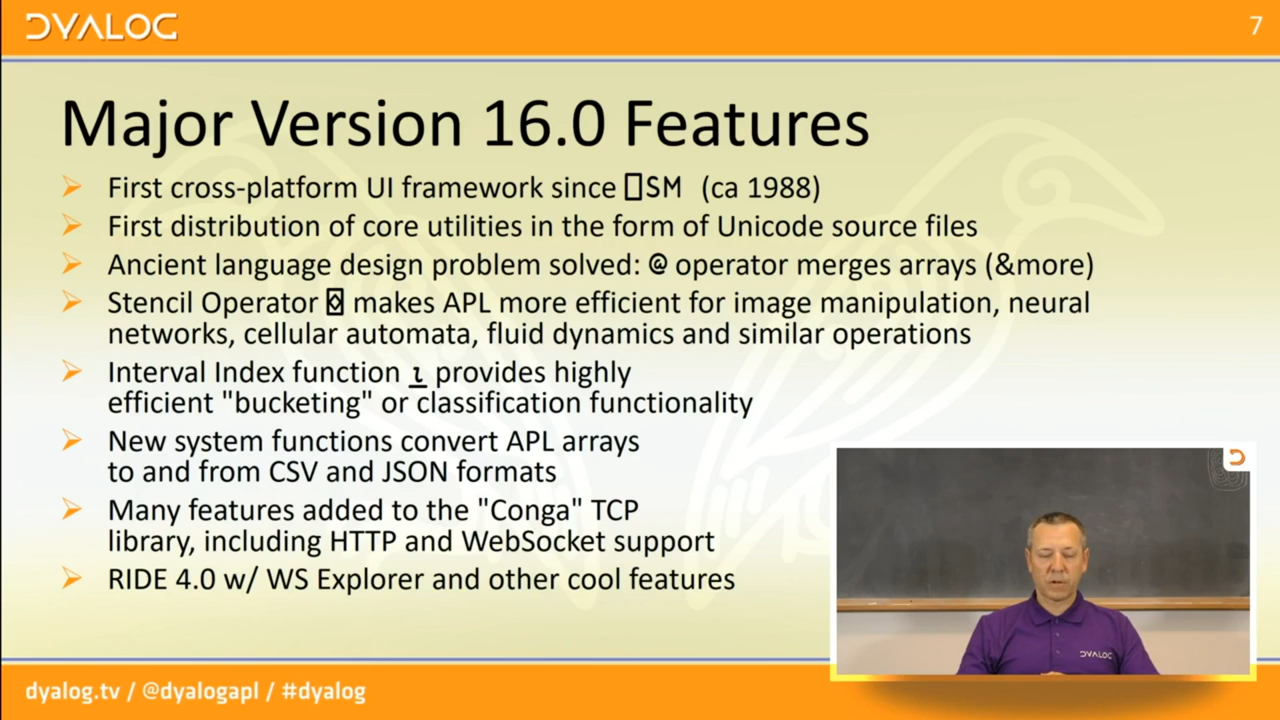 DYALOG
7
Major Version 16.0 Features
First cross-platform UI framework since ⎕SM (ca 1988)
First distribution of core utilities in the form of Unicode source files
Ancient language design problem solved: @ operator merges arrays (&more)
Stencil Operator ⌺ makes APL more efficient for image manipulation, neural
networks, cellular automata, fluid dynamics and similar operations
Interval Index function ⍸ provides highly
efficient "bucketing" or classification functionality
New system functions convert APL arrays
to and from CSV and JSON formats
Many features added to the "Conga" TCP
library, including HTTP and WebSocket support
RIDE 4.0 w/ WS Explorer and other cool features
DYALOG
dyalog.tv / @dyalogapl / #dyalog